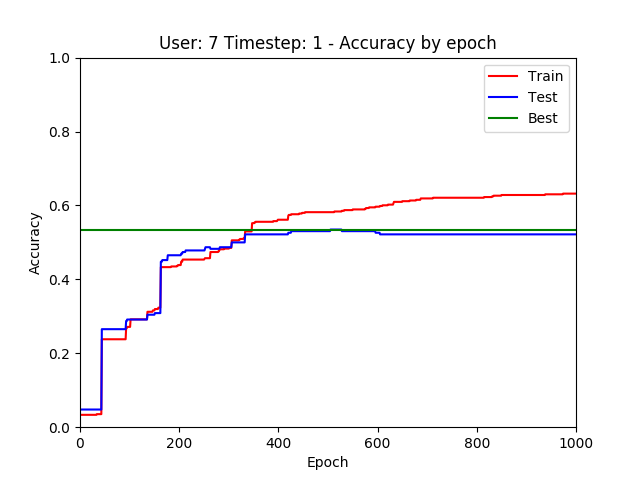 User: 7 Timestep: 1 - Accuracy by epoch
1.0
0.8
0.6
0.4
0.2
0.0
Accuracy
Train
Test
Best
0 200 400 600 800 1000
Epoch